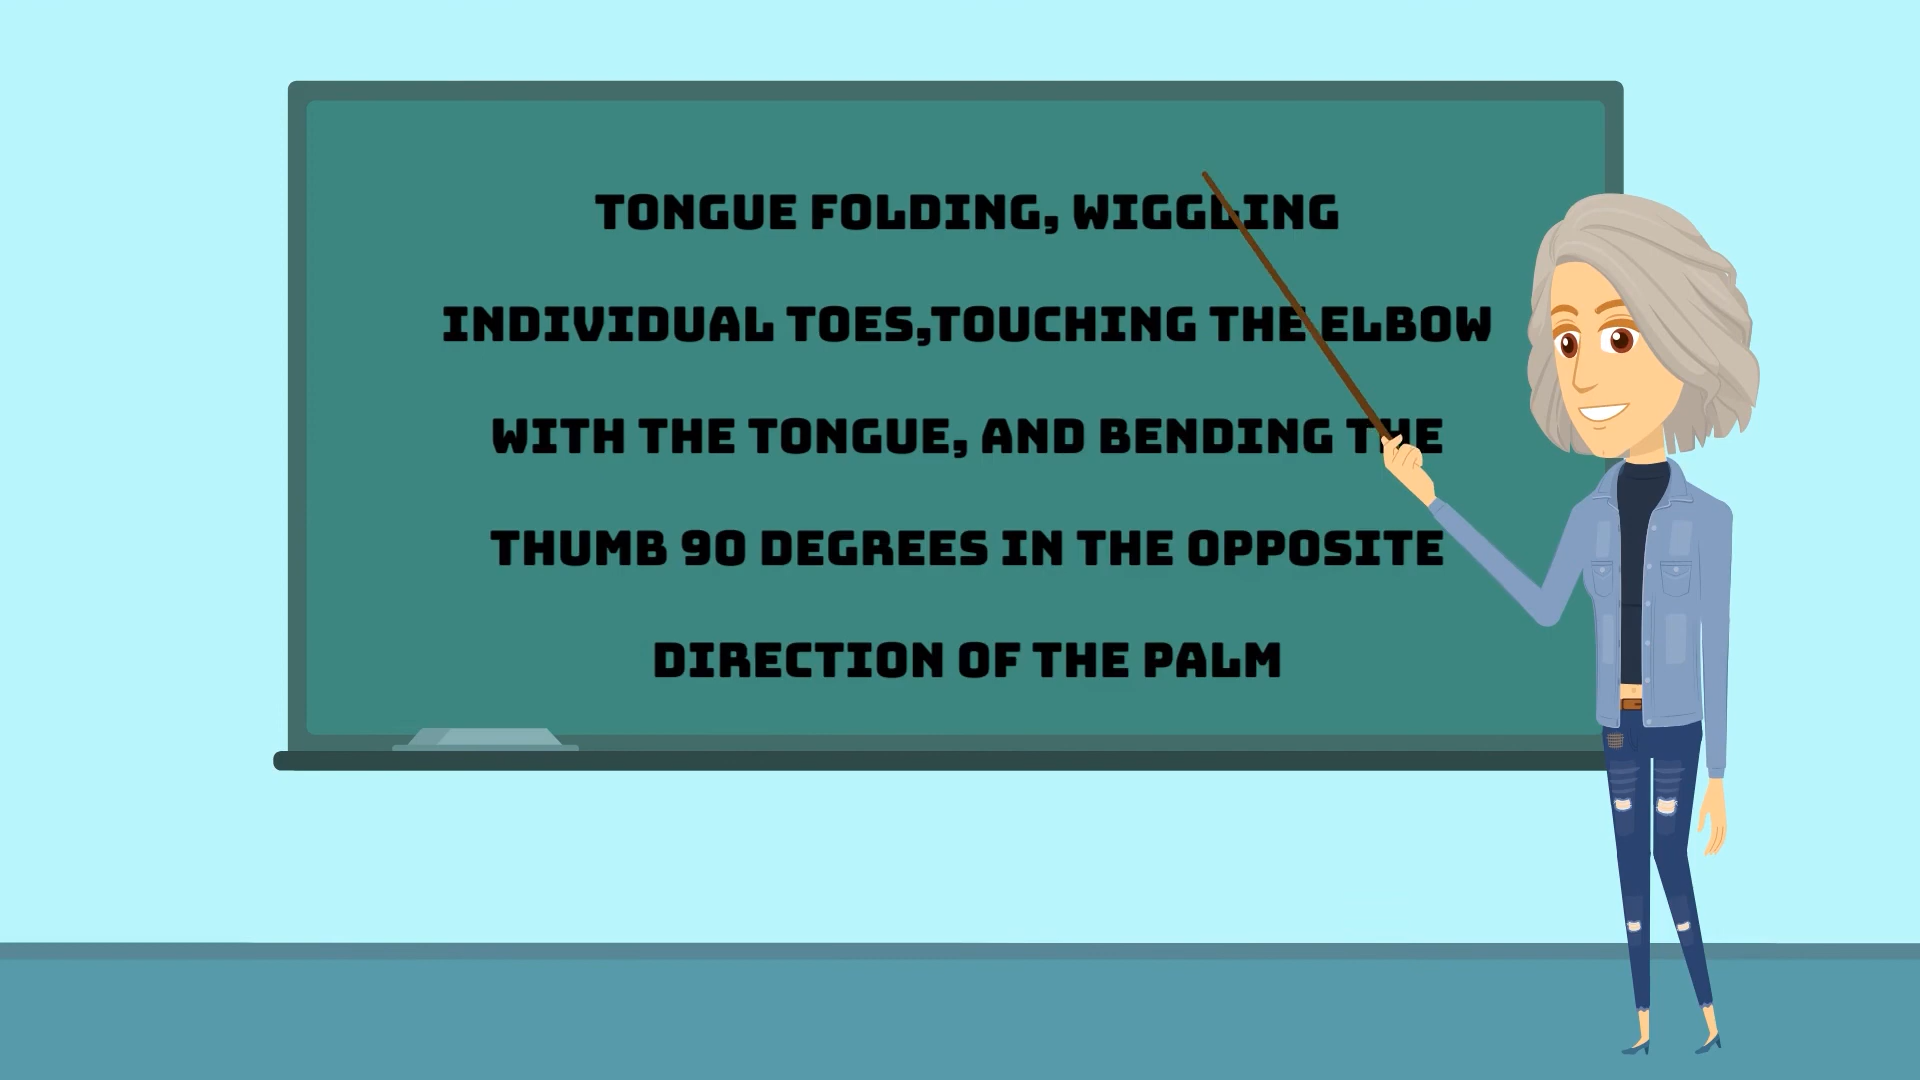 TONGUE FOLDING, WIGGLING
INDIVIDUAL TOES,TOUCHING THE ELBOW
WITH THE TONGUE, AND BENDING THE
THUMB 90 DEGREES IN THE OPPOSITE
DIRECTION OF THE PALM